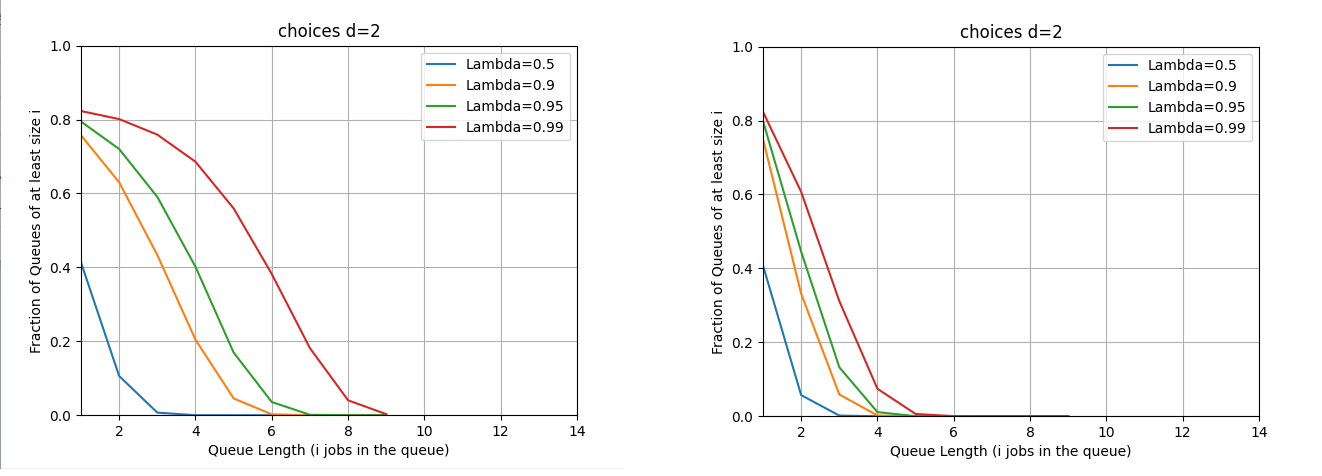 choices d=2
1.0
0.8
0.6
0.4
0.2
0.0
Fraction of Queues of at least size i
Lambda=0.5
Lambda=0.9
Lambda=0.95
Lambda=0.99
2 4 6 8 10 12 14
Queue Length (i jobs in the queue)
choices d=2
1.0
0.8
0.6
0.4
0.2
0.0
Fraction of Queues of at least size i
Lambda=0.5
Lambda=0.9
Lambda=0.95
Lambda=0.99
2 4 6 8 10 12 14
Queue Length (i jobs in the queue)